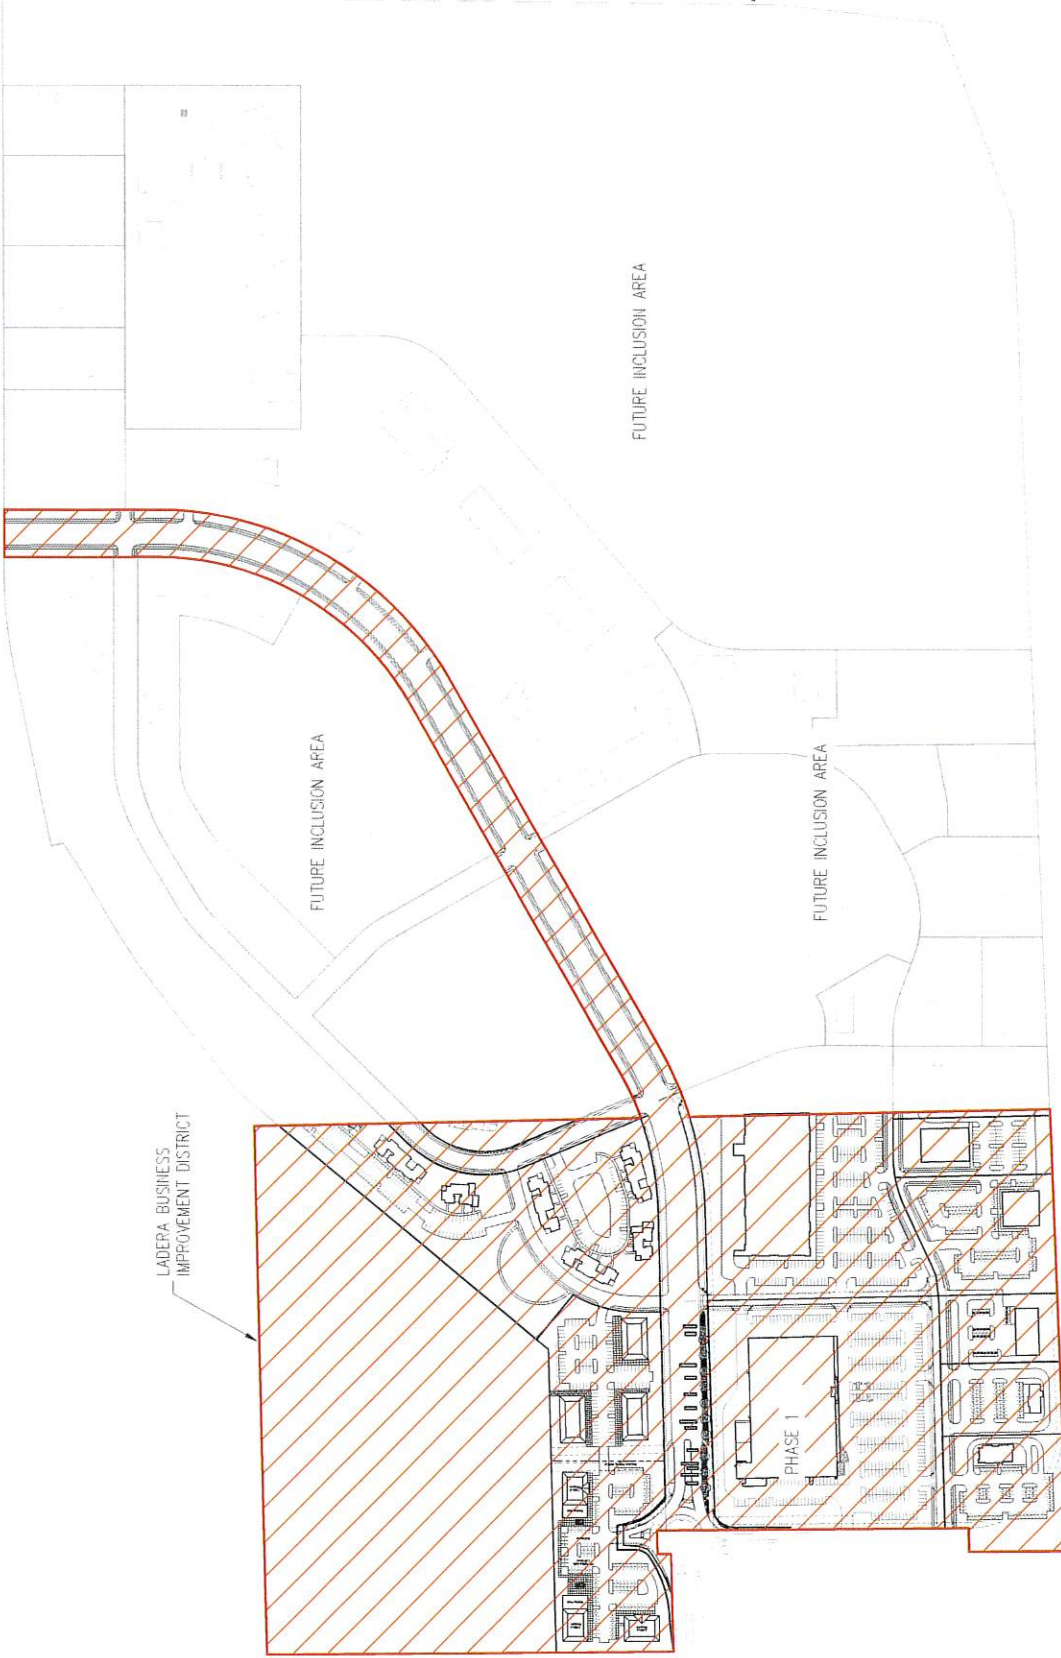 LADERA BUSINESS
IMPROVEMENT DISTRICT
FUTURE INCLUSION AREA
FUTURE INCLUSION AREA
FUTURE INCLUSION AREA
PHASE 1